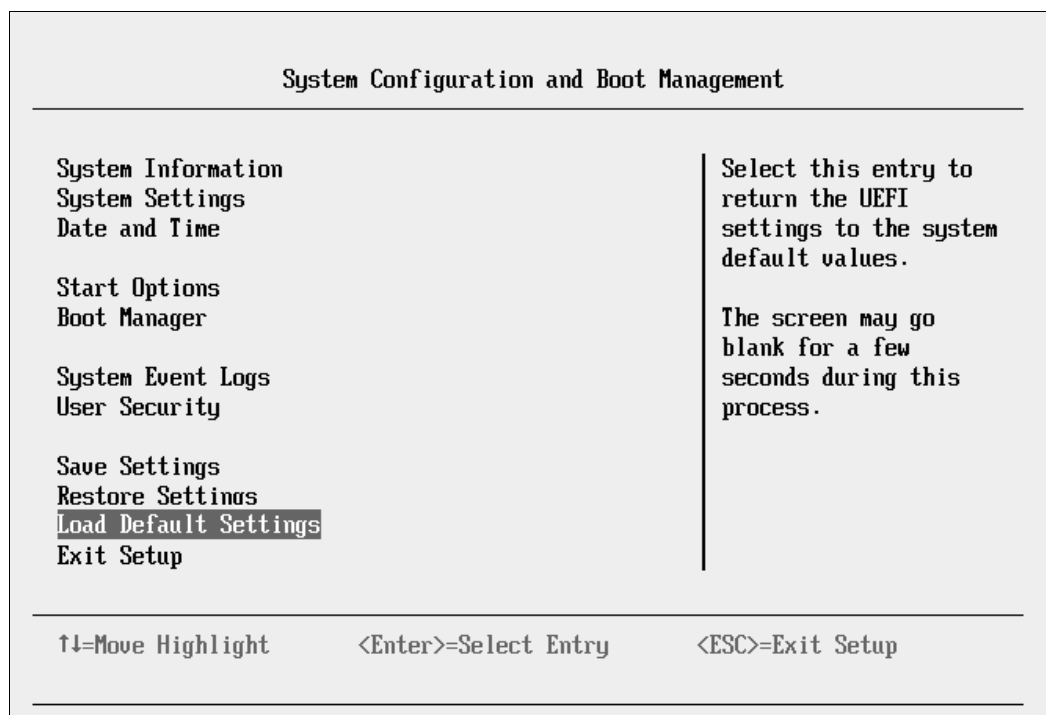 System Configuration and Boot Management
System Information
System Settings
Date and Time
Start Options
Boot Manager
System Event Logs
User Security
Save Settings
Restore Settings
Load Default Settings
Exit Setup
Select this entry to
return the UEFI
settings to the system
default values.
The screen may go
blank for a few
seconds during this
process.
↑↓=Move Highlight <Enter>=Select Entry <ESC>=Exit Setup